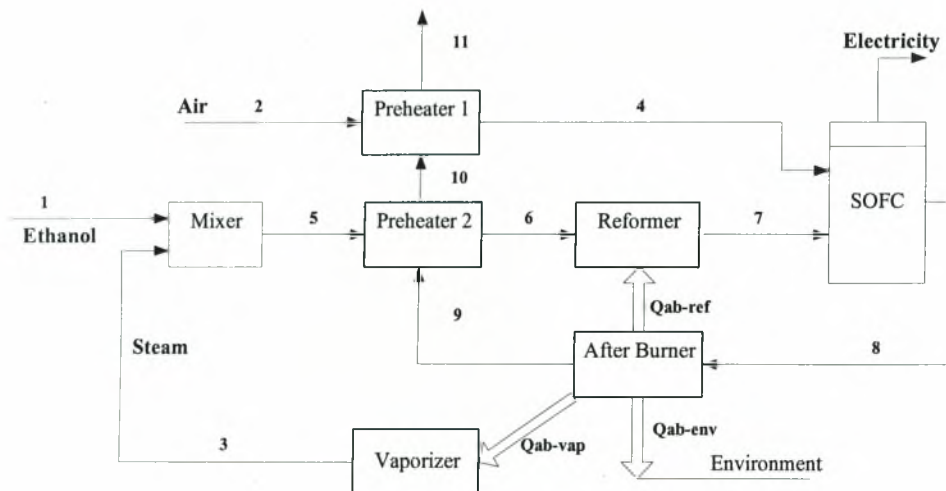 11
Electricity
Air
2
Preheater 1
4
10
SOFC
1
Ethanol
Mixer
5
Preheater 2
6
Reformer
7
9
Qab-ref
Steam
After Burner
8
3
Vaporizer
Qab-vap
Qab-env
Environment